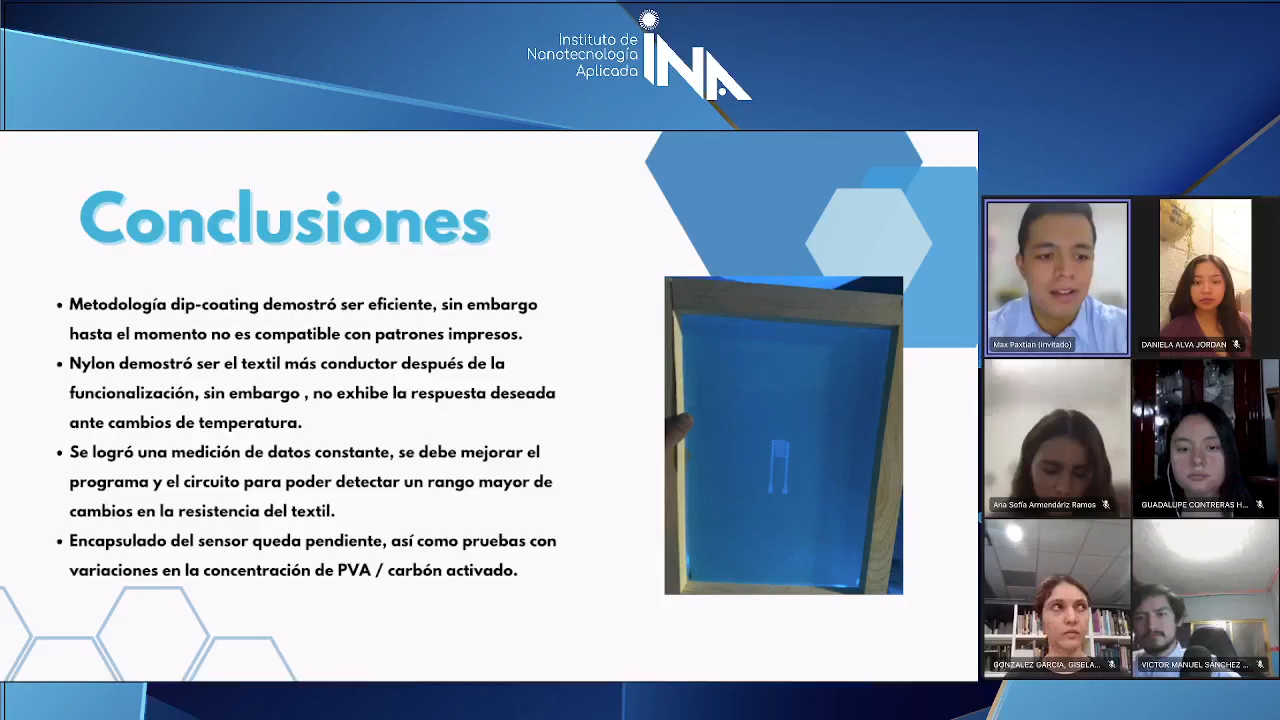 Instituto de
Nanotecnología
Aplicada
INA
Conclusiones
• Metodología dip-coating demostró ser eficiente, sin embargo
hasta el momento no es compatible con patrones impresos.
• Nylon demostró ser el textil más conductor después de la
funcionalización, sin embargo , no exhibe la respuesta deseada
ante cambios de temperatura.
• Se logró una medición de datos constante, se debe mejorar el
programa y el circuito para poder detectar un rango mayor de
cambios en la resistencia del textil.
• Encapsulado del sensor queda pendiente, así como pruebas con
variaciones en la concentración de PVA / carbón activado.
Max Paxtian (Invitado)
DANIELA ALVA JORDAN
Ana Sofía Armendáriz Ramos
GUADALUPE CONTRERAS H...
GONZALEZ GARCIA, GISELA...
VICTOR MANUEL SÁNCHEZ ...